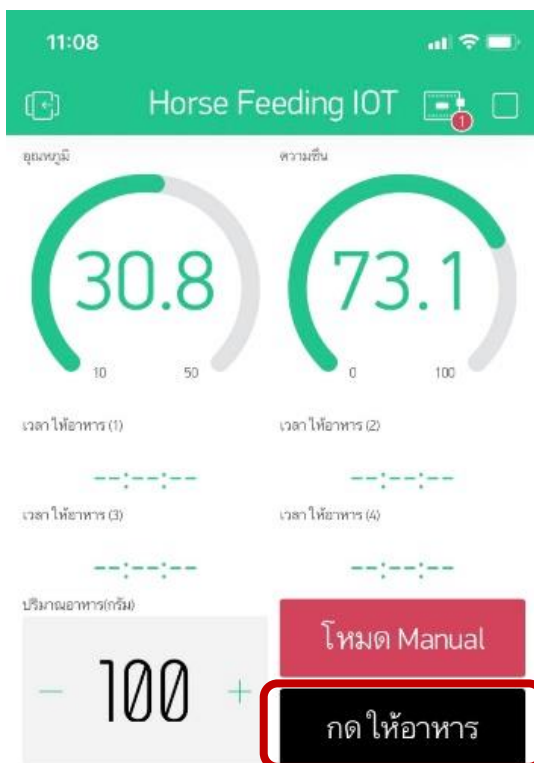 11:08
Horse Feeding IOT
1
อุณหภูมิ ความชื้น
30.8 73.1
10 50 0 100
เวลา ให้อาหาร (1) เวลา ให้อาหาร (2)
--:--:-- --:--:--
เวลา ให้อาหาร (3) เวลา ให้อาหาร (4)
--:--:-- --:--:--
ปริมาณอาหาร(กรัม)
โหมด Manual
- 100 +
กด ให้อาหาร